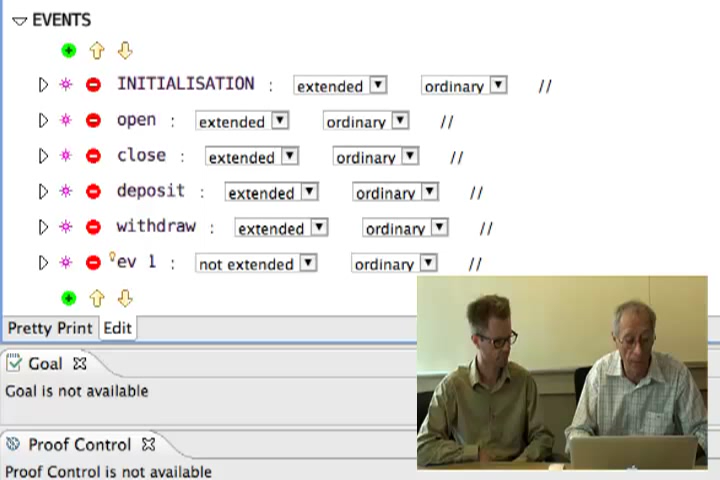 EVENTS
INITIALISATION : extended ordinary //
open : extended ordinary //
close : extended ordinary //
deposit : extended ordinary //
withdraw : extended ordinary //
ev 1 : not extended ordinary //
Pretty Print Edit
Goal
Goal is not available
Proof Control
Proof Control is not available